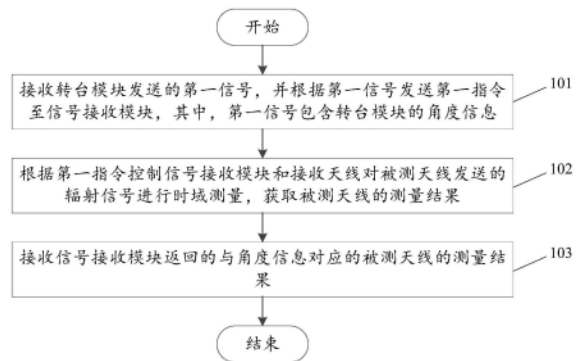 开始
接收转台模块发送的第一信号，并根据第一信号发送第一指令
至信号接收模块，其中，第一信号包含转台模块的角度信息
101
根据第一指令控制信号接收模块和接收天线对被测天线发送的
辐射信号进行时域测量，获取被测天线的测量结果
102
接收信号接收模块返回的与角度信息对应的被测天线的测量结
果
103
结束